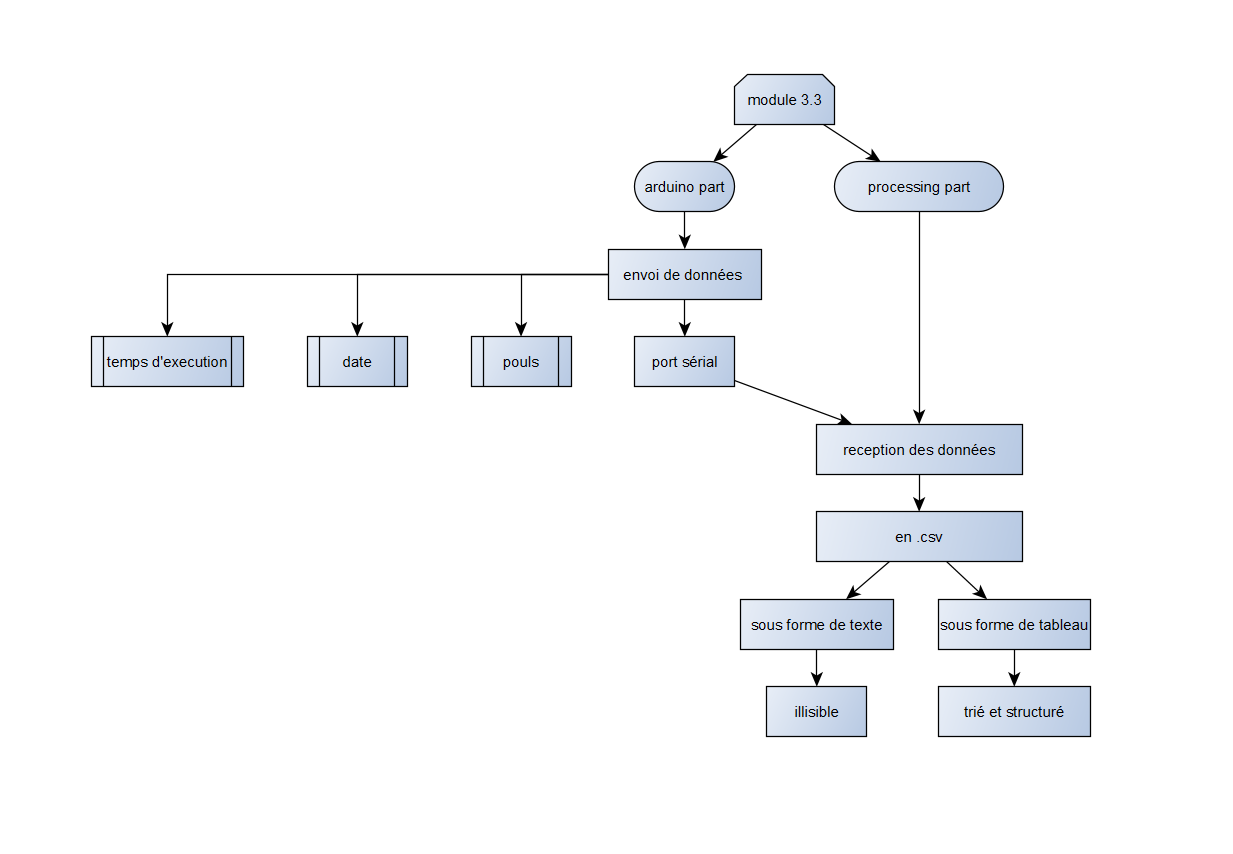 module 3.3
arduino part
processing part
envoi de données
temps d'execution
date
pouls
port sérial
reception des données
en .csv
sous forme de texte
sous forme de tableau
illisible
trié et structuré